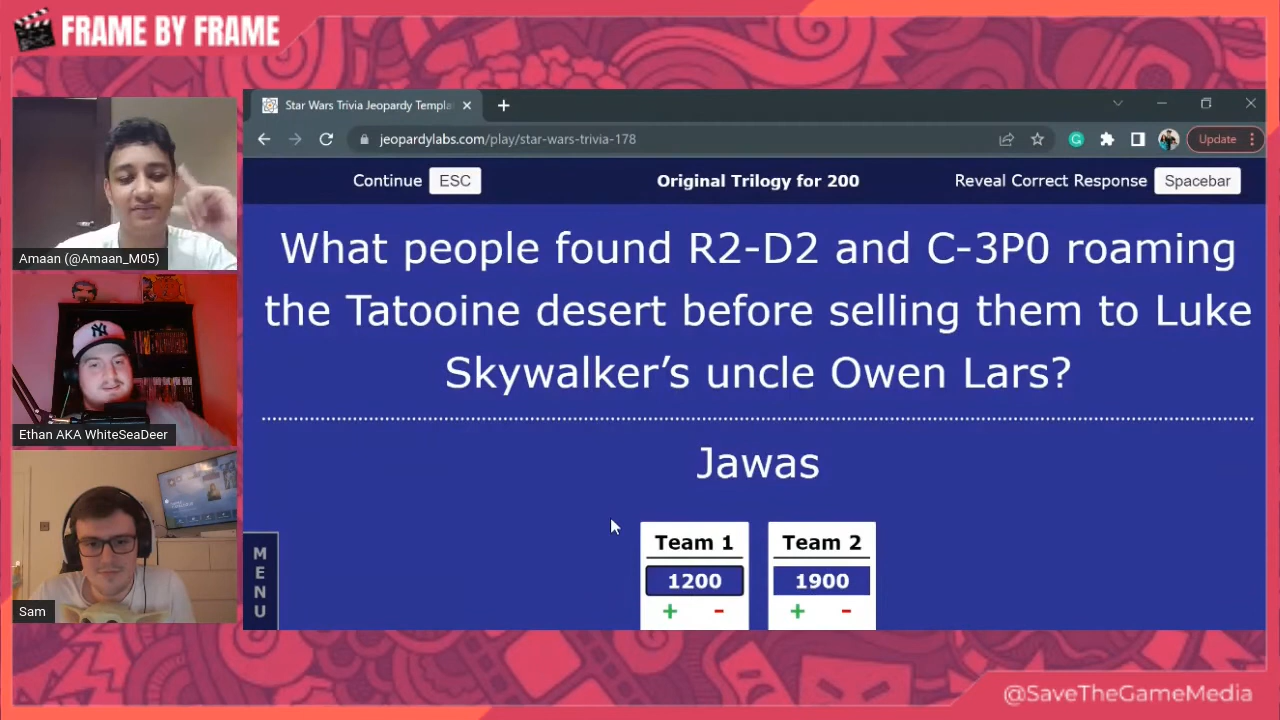 FRAME BY FRAME
Star Wars Trivia Jeopardy Templa
jeopardylabs.com/play/star-wars-trivia-178
Update
Continue ESC
Original Trilogy for 200
Reveal Correct Response Spacebar
What people found R2-D2 and C-3P0 roaming
the Tatooine desert before selling them to Luke
Skywalker’s uncle Owen Lars?
Jawas
MENU
Team 1
1200
+ -
Team 2
1900
+ -
Amaan (@Amaan_M05)
NY
Ethan AKA WhiteSeaDeer
Sam
@SaveTheGameMedia